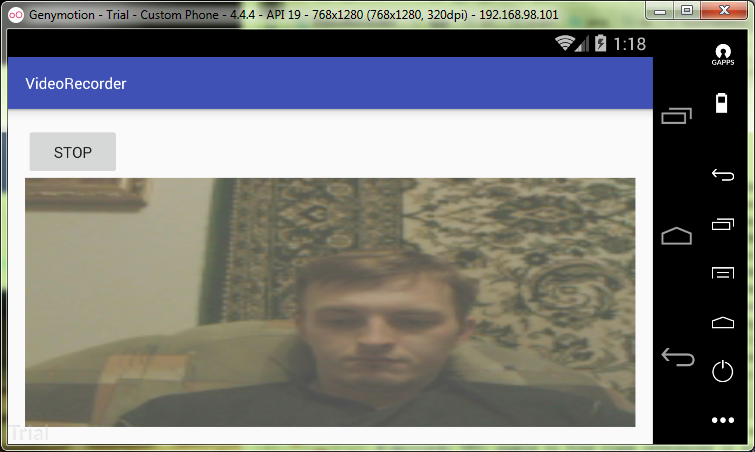 Genymotion - Trial - Custom Phone - 4.4.4 - API 19 - 768x1280 (768x1280, 320dpi) - 192.168.98.101
1:18
GAPPS
VideoRecorder
STOP
Trial